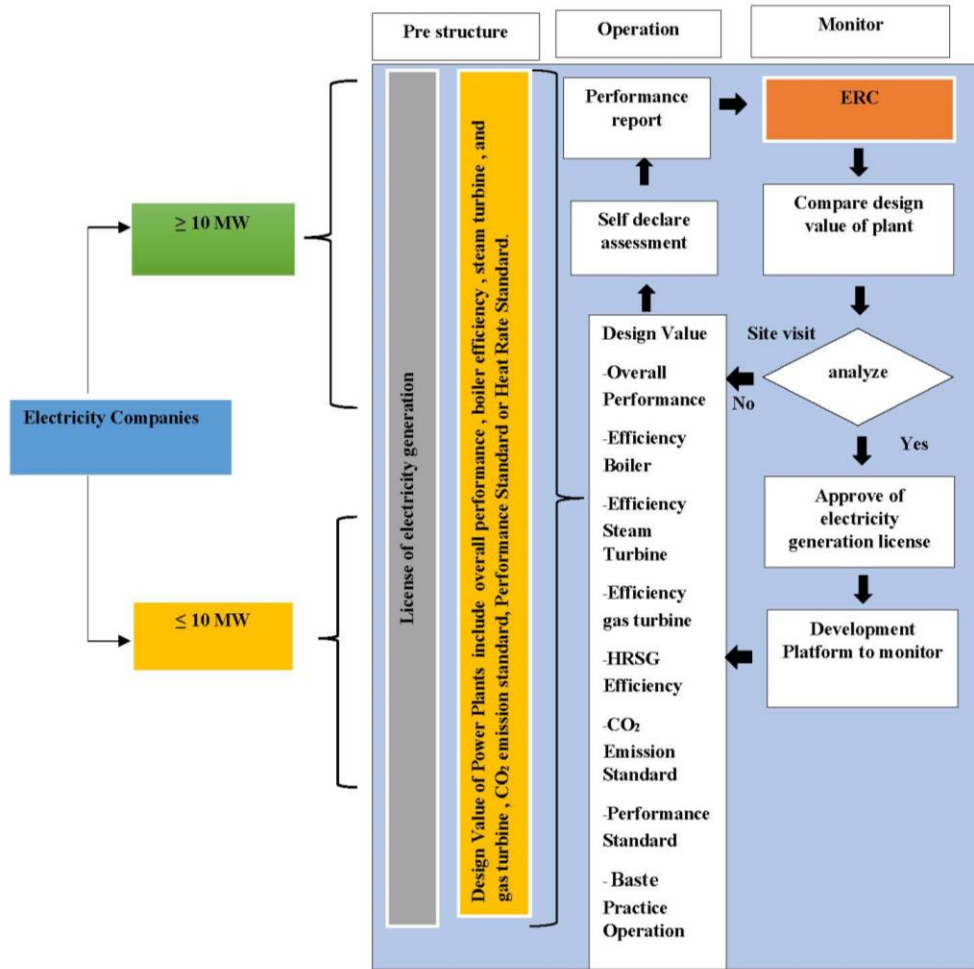 Pre structure
Operation
Monitor
≥ 10 MW
Electricity Companies
≤ 10 MW
License of electricity generation
Design Value of Power Plants include overall performance , boiler efficiency , steam turbine , and
gas turbine , CO₂ emission standard, Performance Standard or Heat Rate Standard.
Performance
report
Self declare
assessment
Design Value
-Overall
Performance
-Efficiency
Boiler
-Efficiency
Steam
Turbine
-Efficiency
gas turbine
-HRSG
Efficiency
-CO₂
Emission
Standard
-Performance
Standard
- Baste
Practice
Operation
ERC
Compare design
value of plant
Site visit
analyze
No
Yes
Approve of
electricity
generation license
Development
Platform to monitor